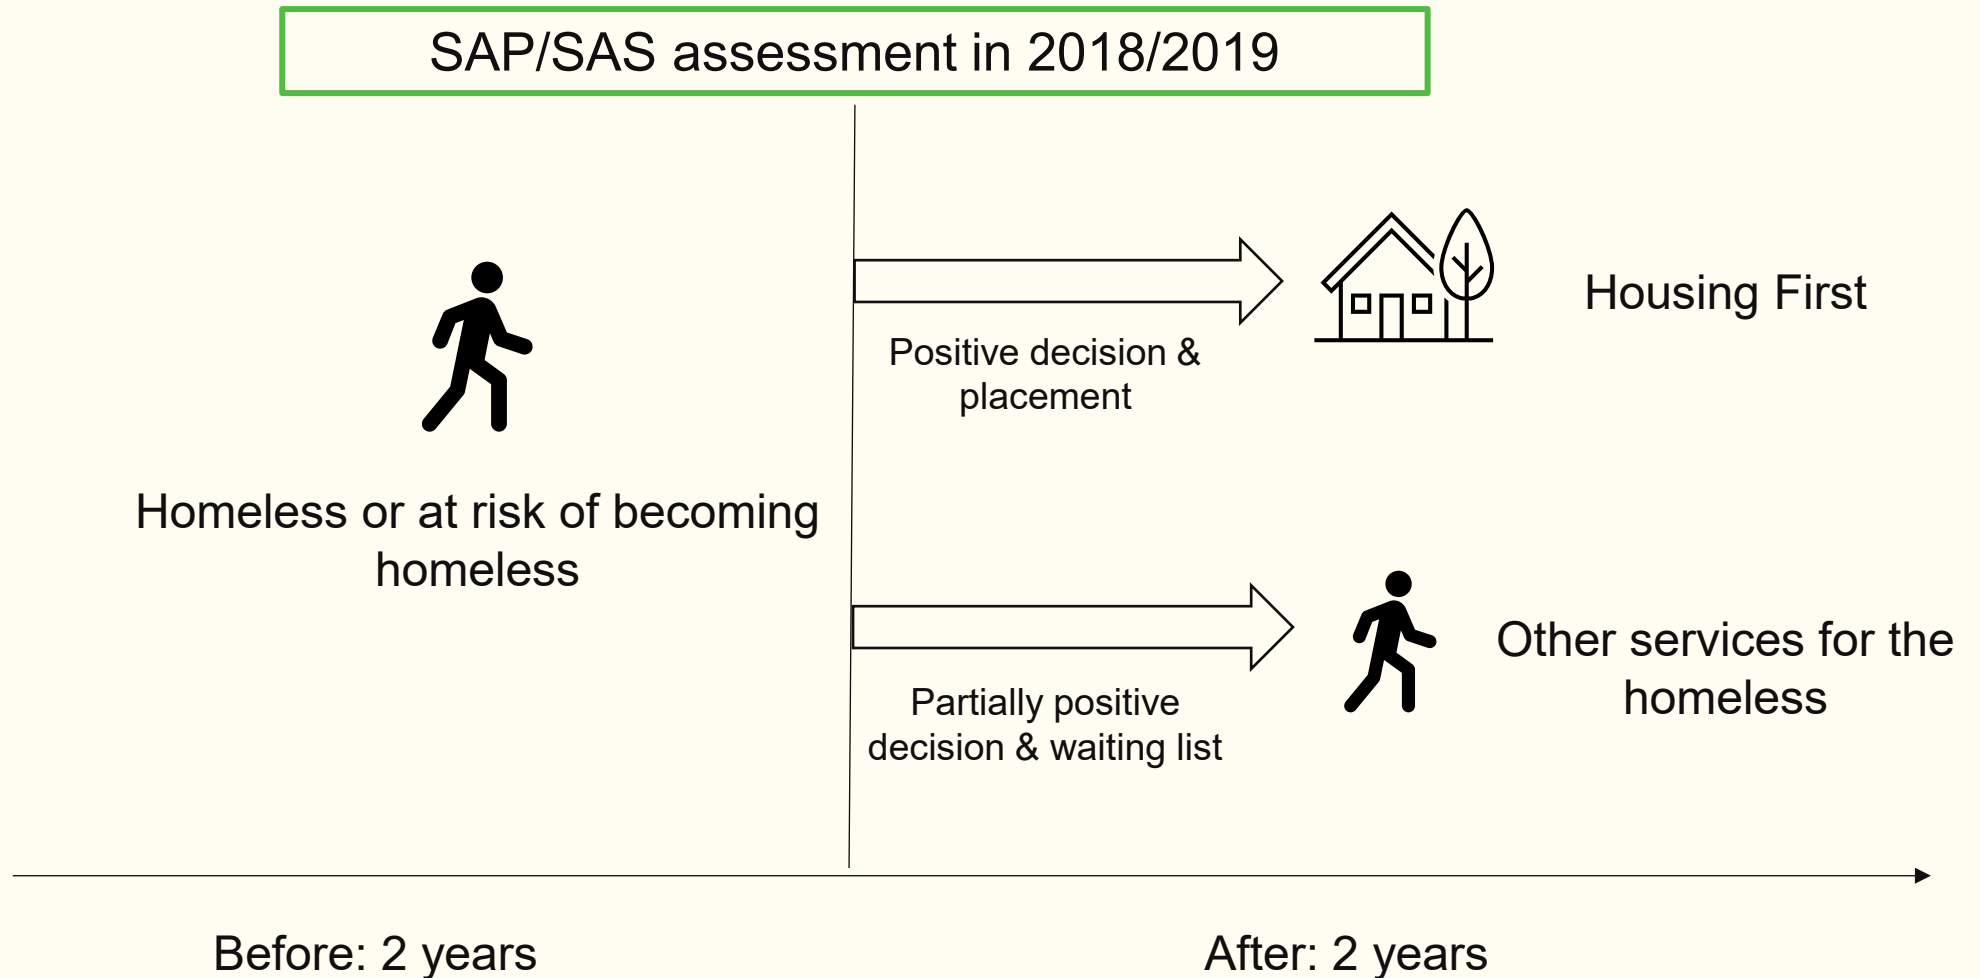 SAP/SAS assessment in 2018/2019
Housing First
Positive decision &
placement
Homeless or at risk of becoming
homeless
Other services for the
homeless
Partially positive
decision & waiting list
Before: 2 years
After: 2 years